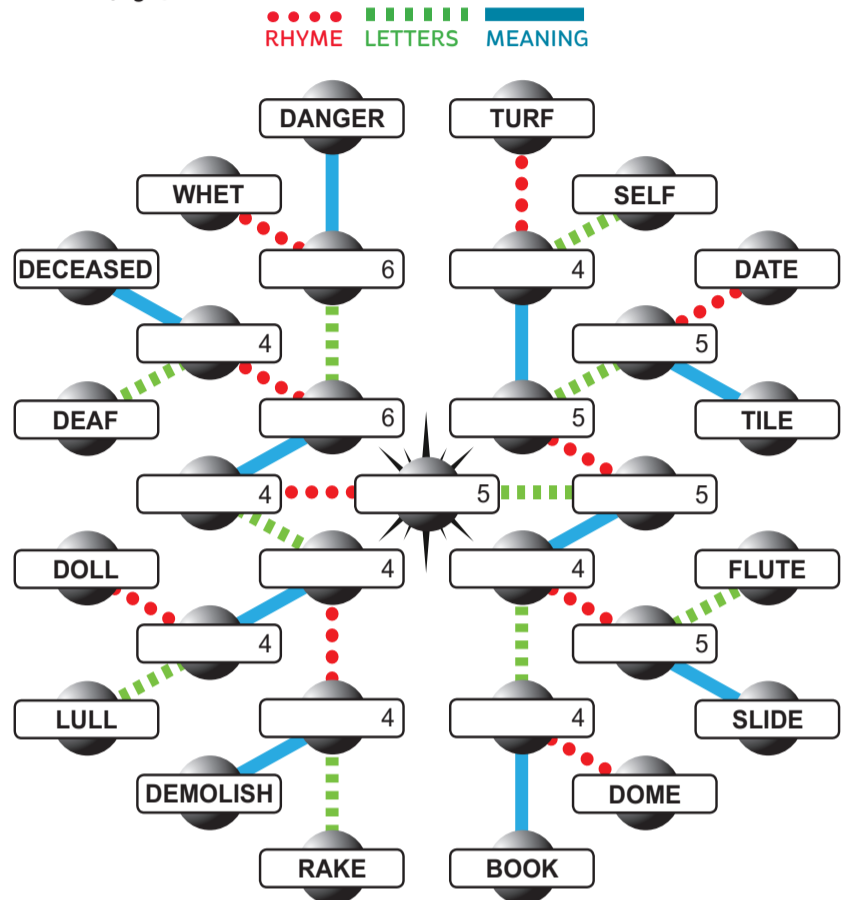 RHYME LETTERS MEANING
DANGER TURF
WHET SELF
DECEASED 6 4 DATE
4 5
DEAF 6 5 TILE
4 5 5
DOLL 4 4 FLUTE
4 5
LULL 4 4 SLIDE
DEMOLISH DOME
RAKE BOOK